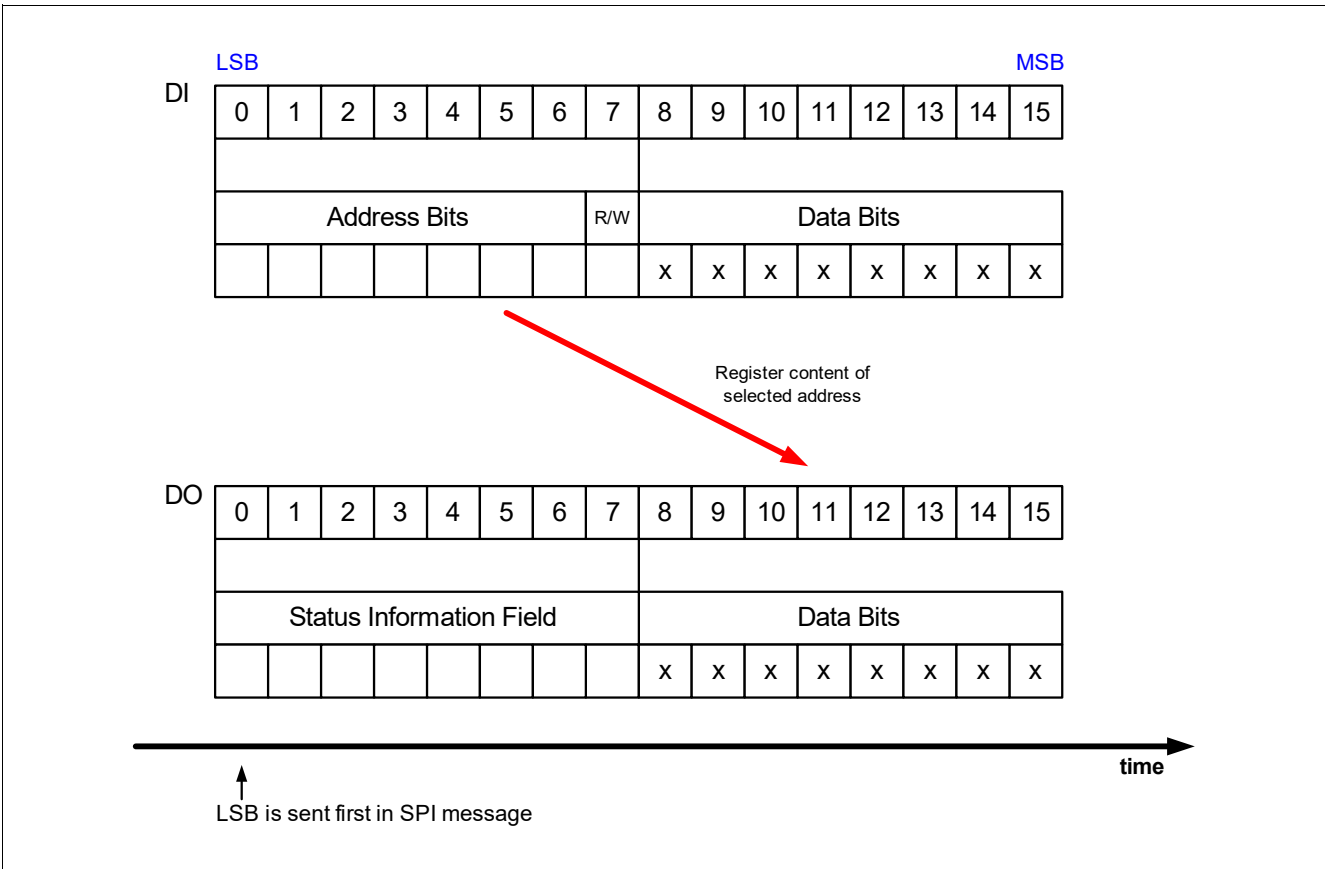 LSB MSB
DI 0 1 2 3 4 5 6 7 8 9 10 11 12 13 14 15
Address Bits R/W Data Bits
x x x x x x x x
Register content of
selected address
DO 0 1 2 3 4 5 6 7 8 9 10 11 12 13 14 15
Status Information Field Data Bits
x x x x x x x x
time
LSB is sent first in SPI message